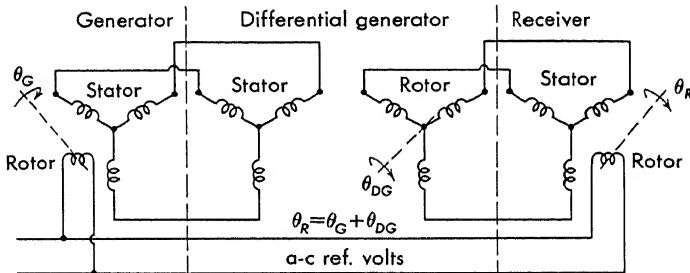 Generator
Differential generator
Receiver
θG
Stator
Stator
Rotor
Stator
θR
Rotor
θDG
Rotor
θR=θG+θDG
a-c ref. volts